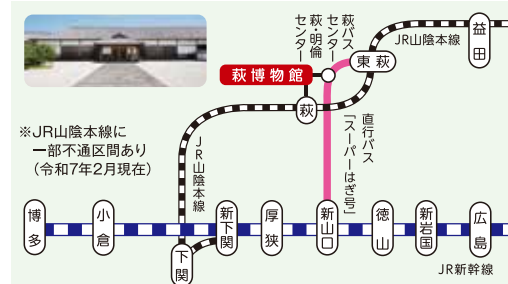 益田
JR山陰本線
萩バス
センター
萩・明倫
センター
東萩
萩博物館
萩
直行バス
「スーパーはぎ号」
※JR山陰本線に
一部不通区間あり
（令和7年2月現在）
JR山陰本線
博多
小倉
新下関
厚狭
新山口
徳山
新岩国
広島
下関
JR新幹線